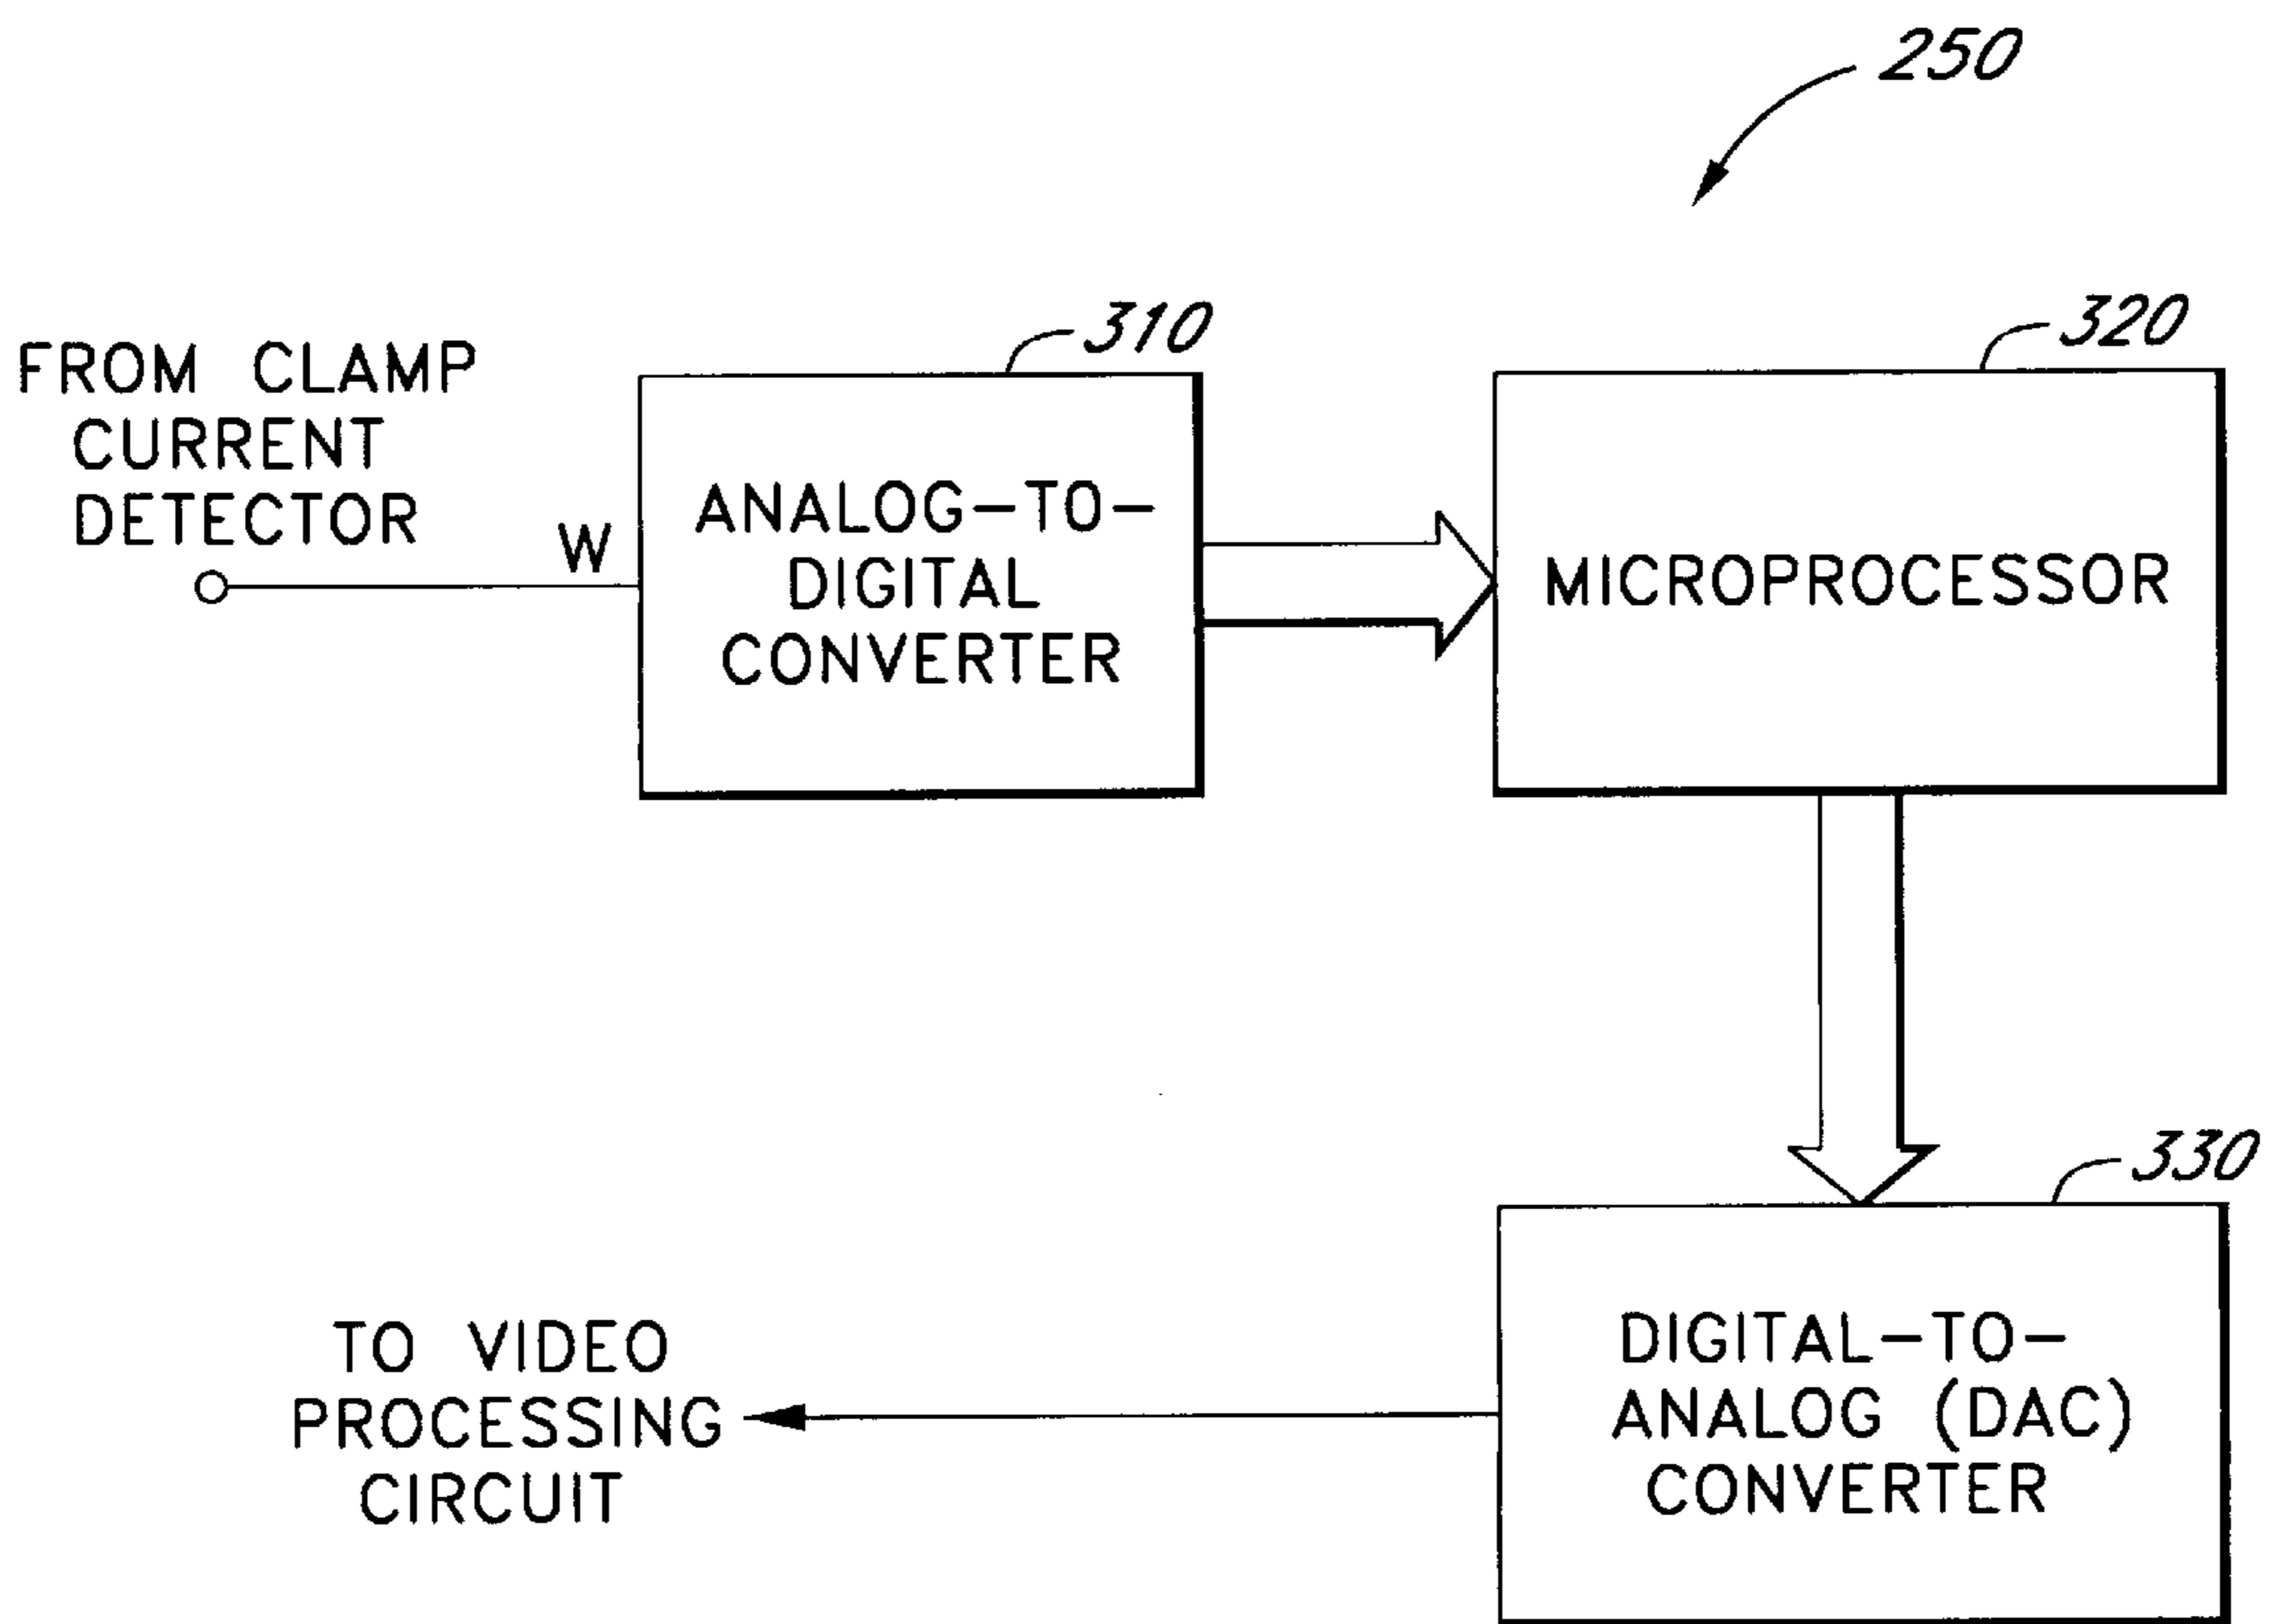 250
310
320
FROM CLAMP
CURRENT
DETECTOR
W
ANALOG-TO-
DIGITAL
CONVERTER
MICROPROCESSOR
330
TO VIDEO
PROCESSING
CIRCUIT
DIGITAL-TO-
ANALOG (DAC)
CONVERTER